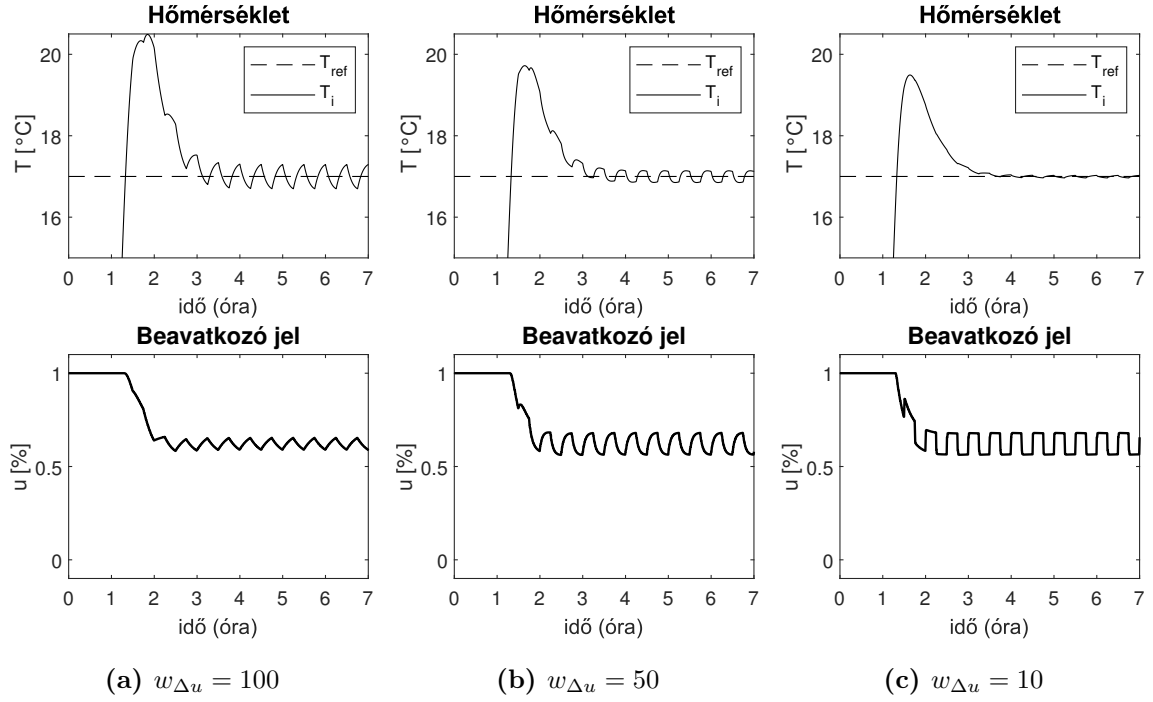 Hőmérséklet
20
18
16
T [°C]
T_ref
T_i
0 1 2 3 4 5 6 7
idő (óra)
Hőmérséklet
20
18
16
T [°C]
T_ref
T_i
0 1 2 3 4 5 6 7
idő (óra)
Hőmérséklet
20
18
16
T [°C]
T_ref
T_i
0 1 2 3 4 5 6 7
idő (óra)
Beavatkozó jel
1
0.5
0
u [%]
0 1 2 3 4 5 6 7
idő (óra)
Beavatkozó jel
1
0.5
0
u [%]
0 1 2 3 4 5 6 7
idő (óra)
Beavatkozó jel
1
0.5
0
u [%]
0 1 2 3 4 5 6 7
idő (óra)
(a) w_Δu = 100
(b) w_Δu = 50
(c) w_Δu = 10